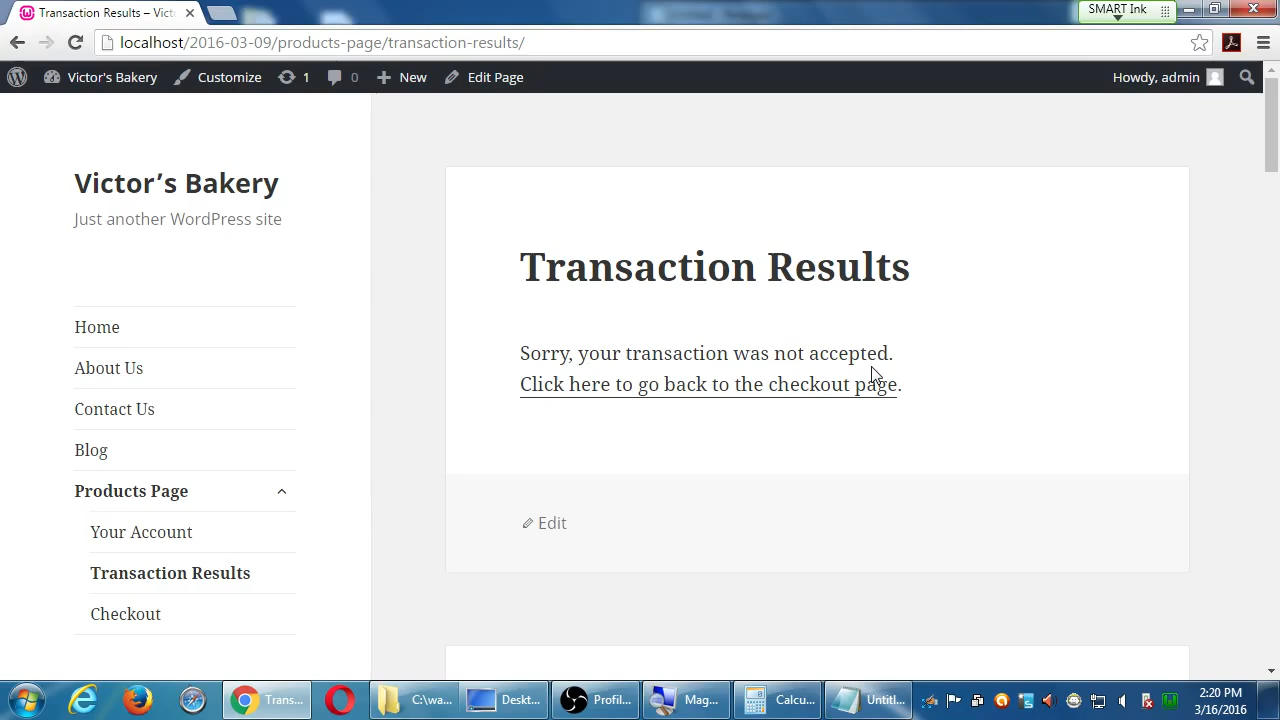 Transaction Results – Vict
SMART Ink
localhost/2016-03-09/products-page/transaction-results/
Victor's Bakery
Customize
1
0
New
Edit Page
Howdy, admin
Victor's Bakery
Just another WordPress site
Home
About Us
Contact Us
Blog
Products Page
Your Account
Transaction Results
Checkout
Transaction Results
Sorry, your transaction was not accepted.
Click here to go back to the checkout page.
Edit
Trans...
C:\wa...
Deskt...
Profil...
Mag...
Calcu...
Untitl...
2:20 PM
3/16/2016